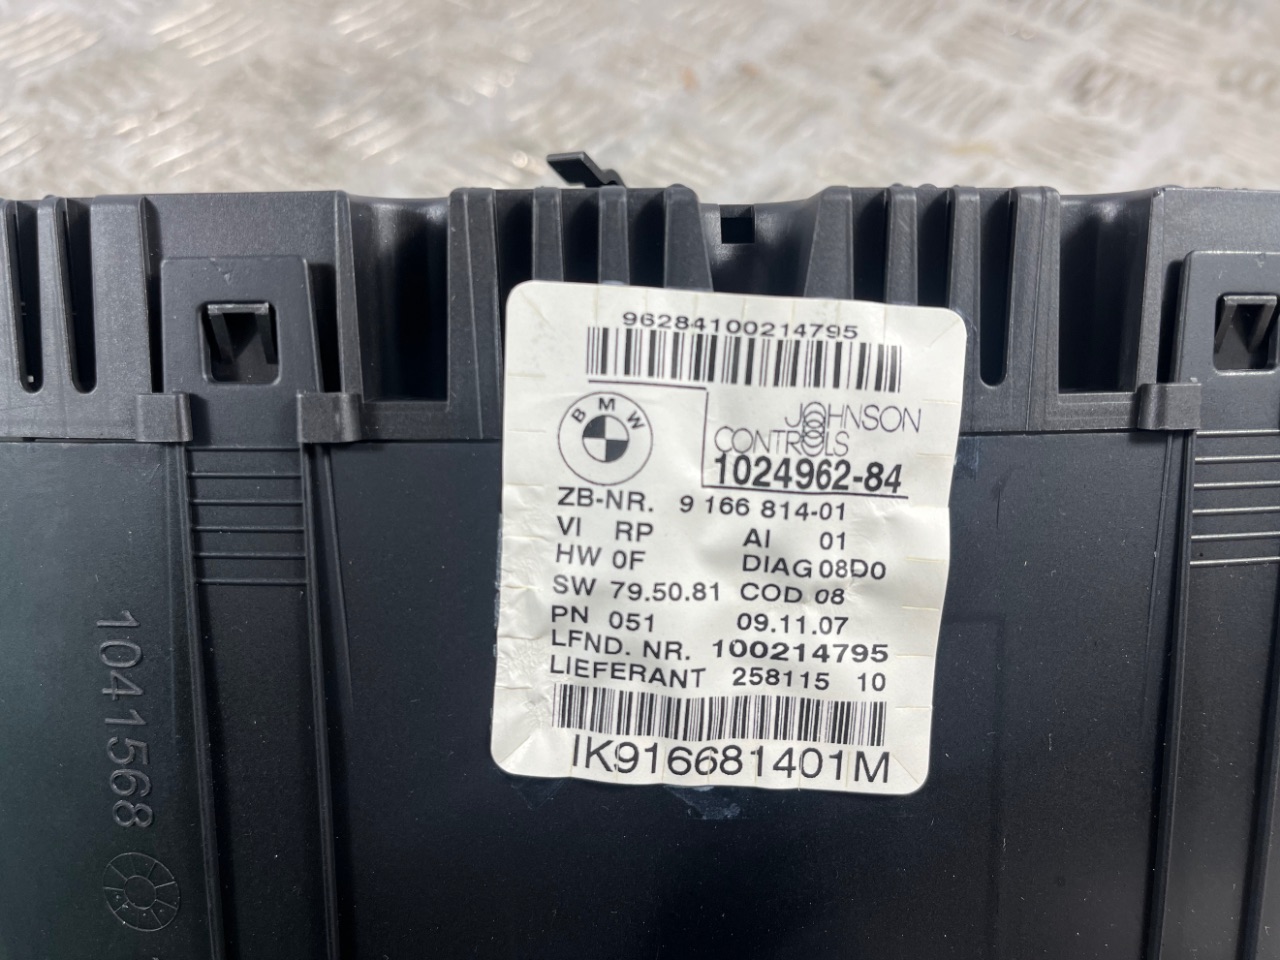 96284100214795
BMW
JOHNSON
CONTROLS
1024962-84
ZB-NR. 9 166 814-01
VI RP AI 01
HW 0F DIAG 08D0
SW 79.50.81 COD 08
PN 051 09.11.07
LFND. NR. 100214795
LIEFERANT 258115 10
IK916681401M
1041568